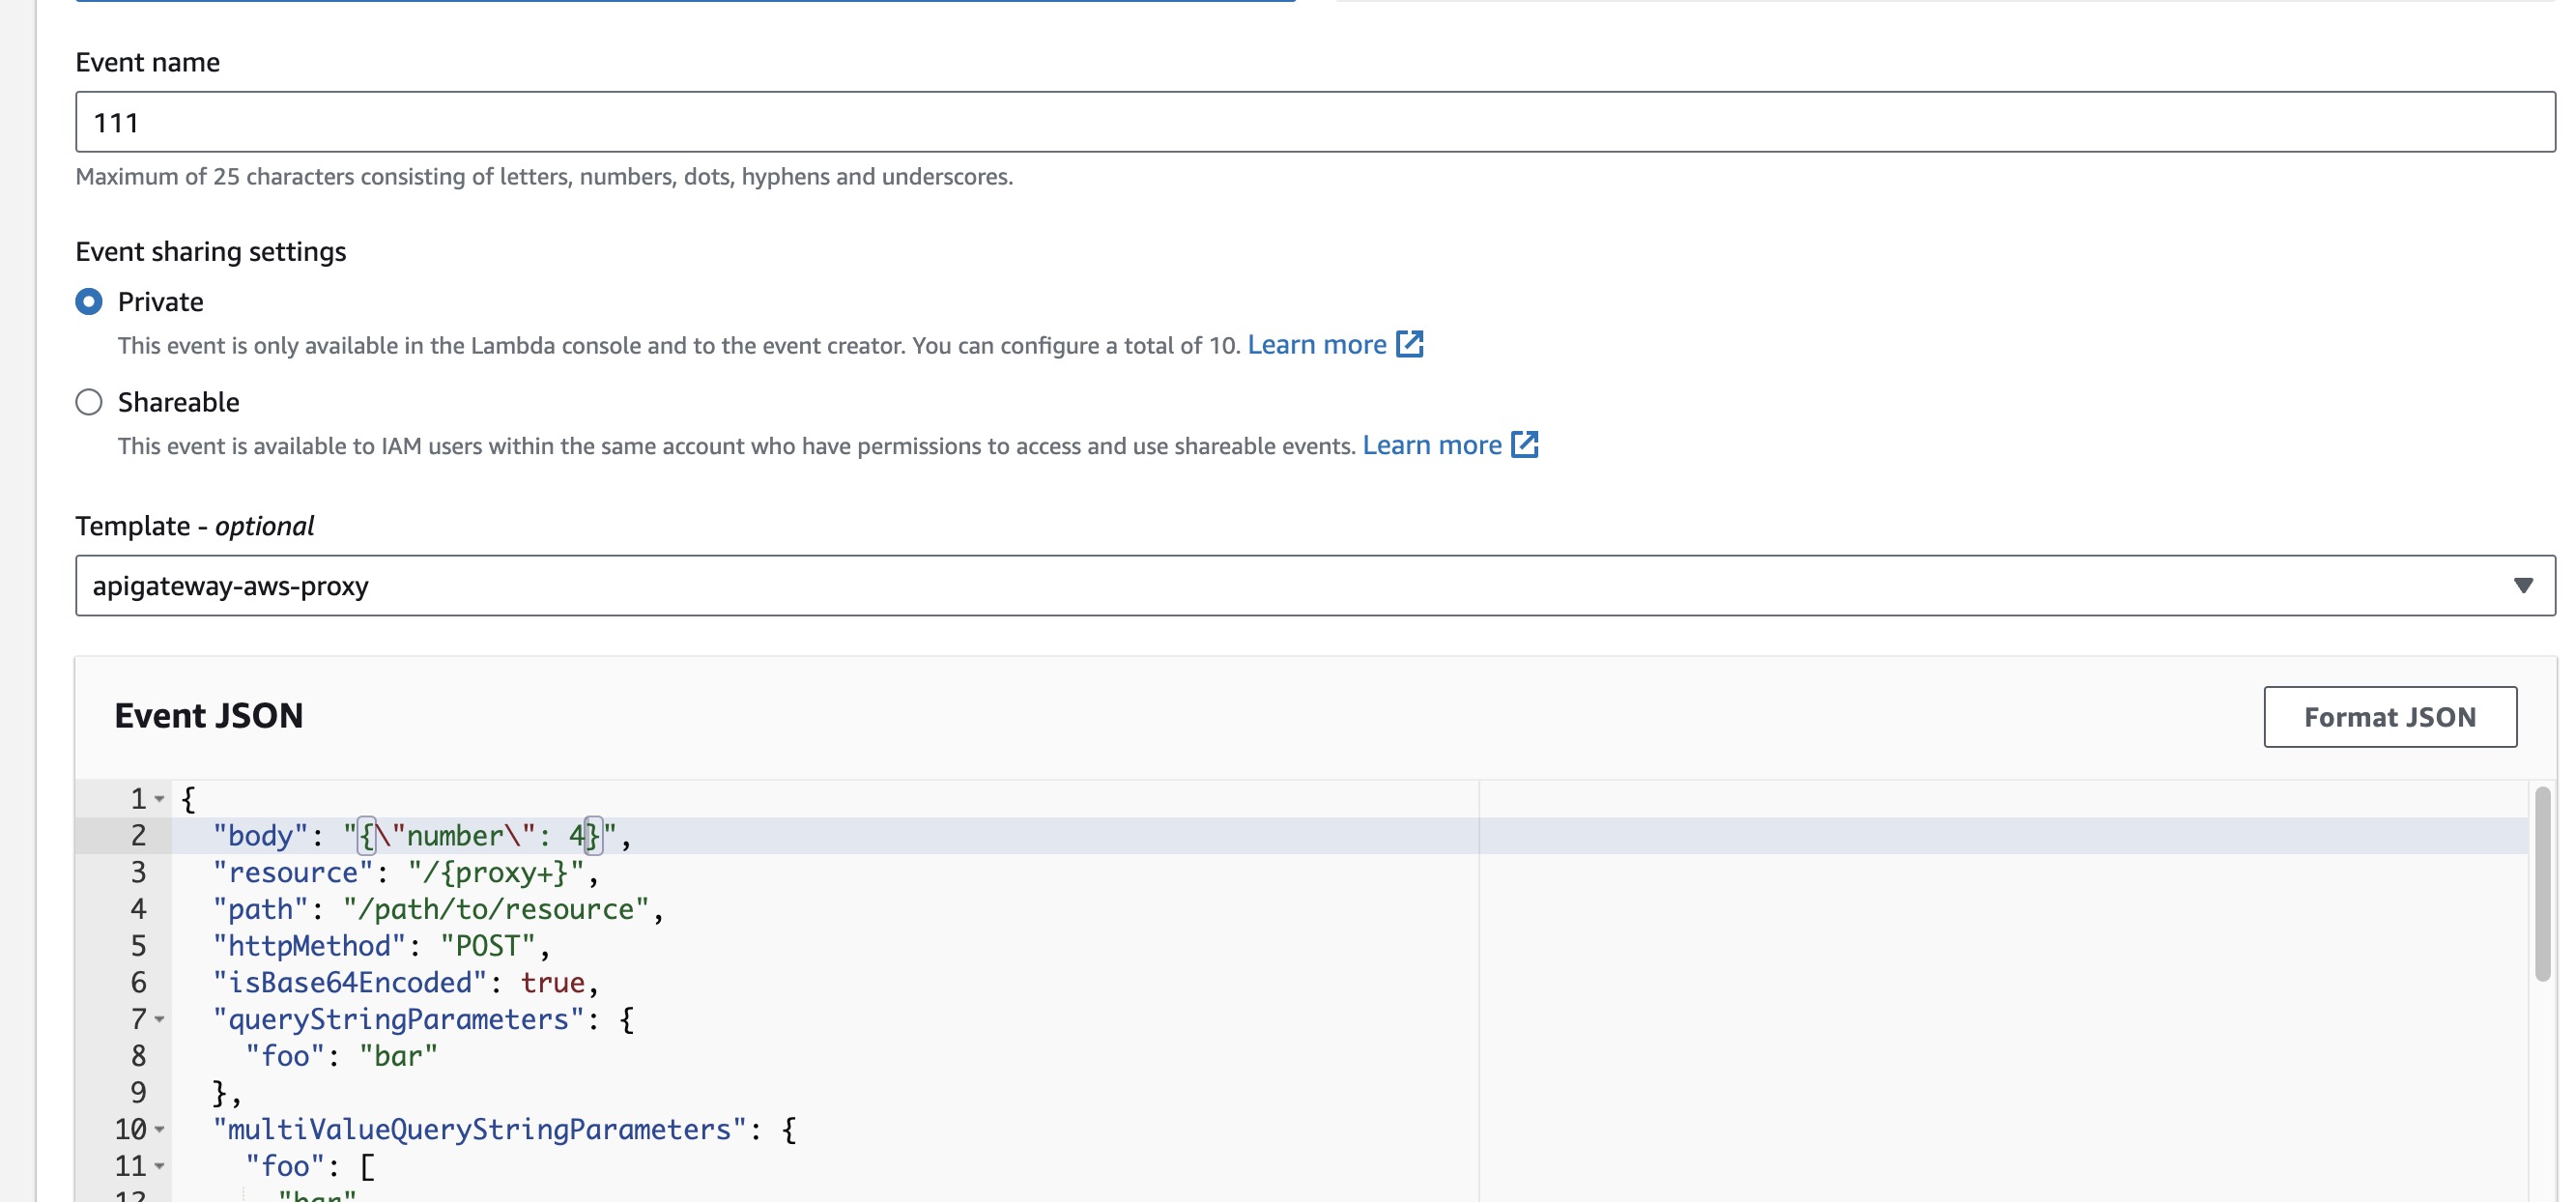 Event name
111
Maximum of 25 characters consisting of letters, numbers, dots, hyphens and underscores.
Event sharing settings
Private
This event is only available in the Lambda console and to the event creator. You can configure a total of 10. Learn more
Shareable
This event is available to IAM users within the same account who have permissions to access and use shareable events. Learn more
Template - optional
apigateway-aws-proxy
Event JSON
Format JSON
1 {
2 "body": "{\"number\": 4}",
3 "resource": "/{proxy+}",
4 "path": "/path/to/resource",
5 "httpMethod": "POST",
6 "isBase64Encoded": true,
7 "queryStringParameters": {
8 "foo": "bar"
9 },
10 "multiValueQueryStringParameters": {
11 "foo": [
12 "bar"